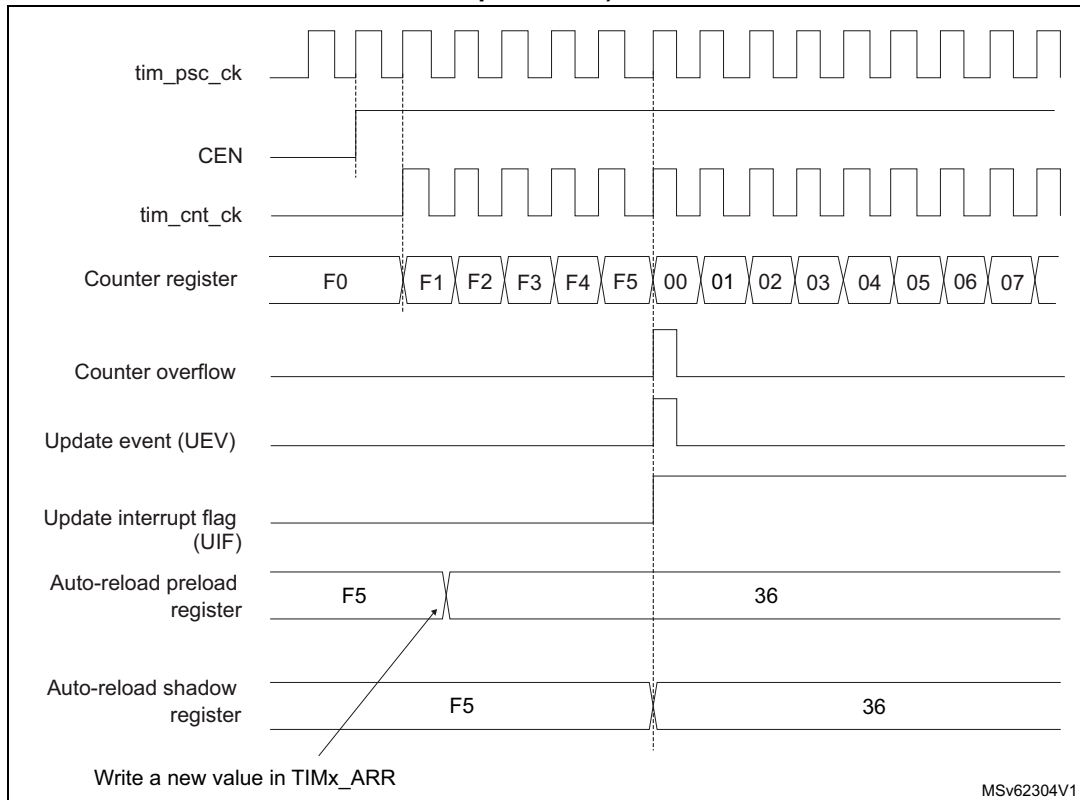 tim_psc_ck
CEN
tim_cnt_ck
Counter register
F0 F1 F2 F3 F4 F5 00 01 02 03 04 05 06 07
Counter overflow
Update event (UEV)
Update interrupt flag
(UIF)
Auto-reload preload
register
F5 36
Auto-reload shadow
register
F5 36
Write a new value in TIMx_ARR
MSv62304V1